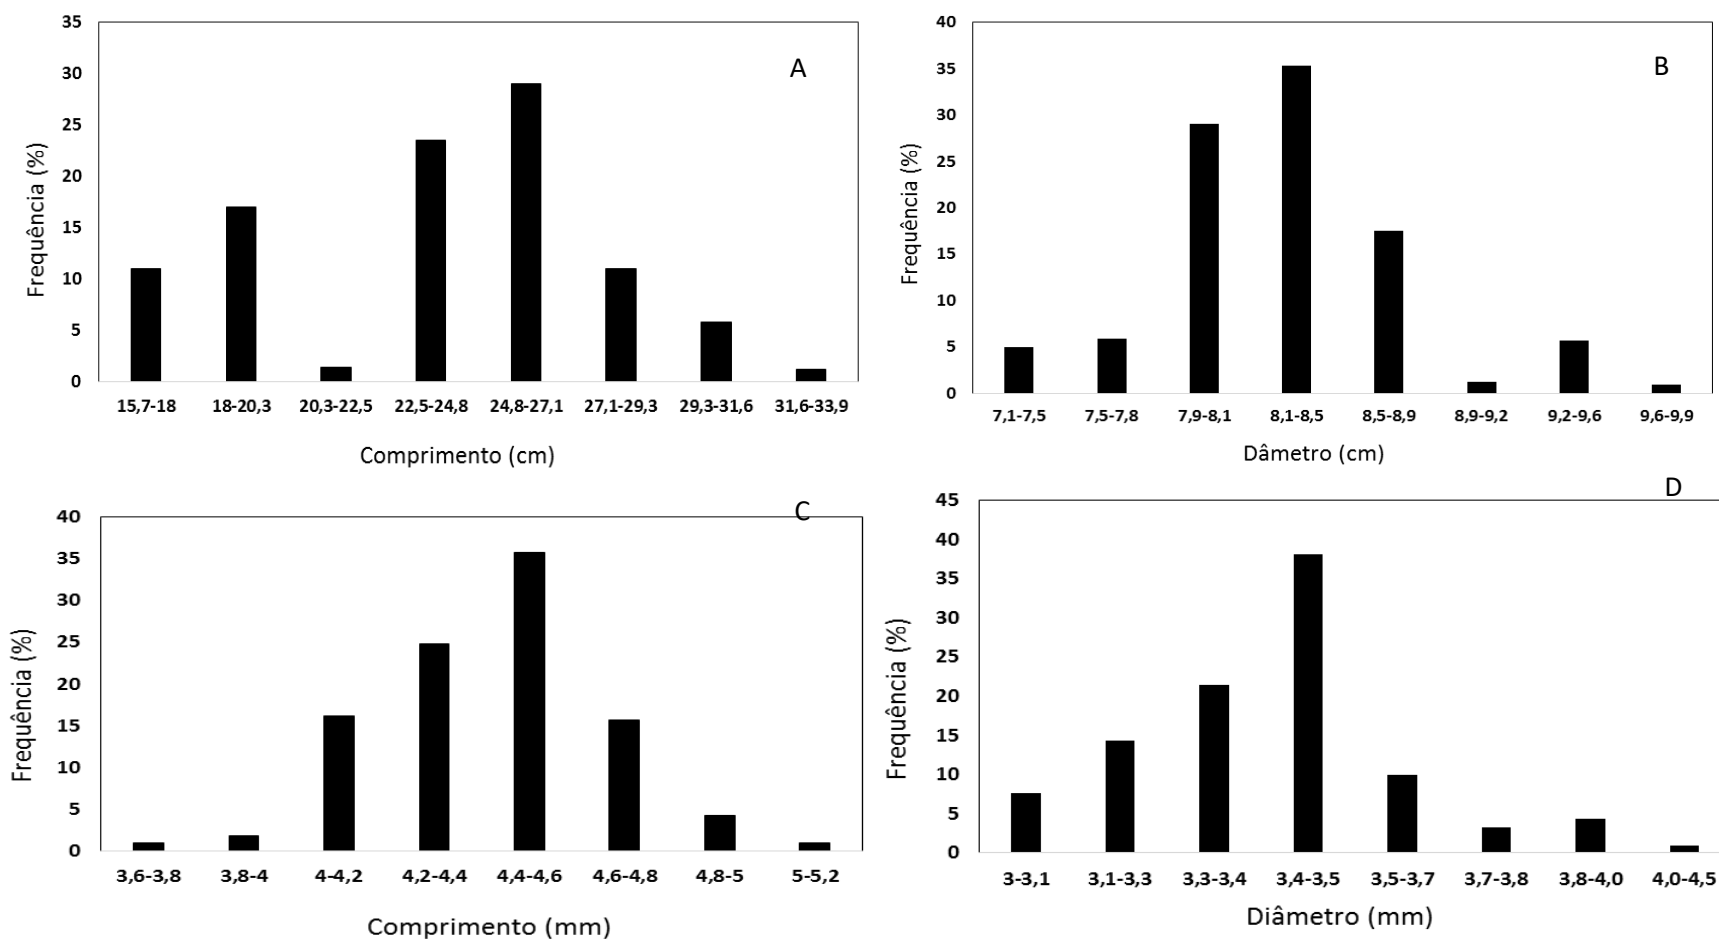 A
Frequência (%)
35
30
25
20
15
10
5
0
15,7-18 18-20,3 20,3-22,5 22,5-24,8 24,8-27,1 27,1-29,3 29,3-31,6 31,6-33,9
Comprimento (cm)
B
Frequência (%)
40
35
30
25
20
15
10
5
0
7,1-7,5 7,5-7,8 7,9-8,1 8,1-8,5 8,5-8,9 8,9-9,2 9,2-9,6 9,6-9,9
Dâmetro (cm)
C
Frequência (%)
40
35
30
25
20
15
10
5
0
3,6-3,8 3,8-4 4-4,2 4,2-4,4 4,4-4,6 4,6-4,8 4,8-5 5-5,2
Comprimento (mm)
D
Frequência (%)
45
40
35
30
25
20
15
10
5
0
3-3,1 3,1-3,3 3,3-3,4 3,4-3,5 3,5-3,7 3,7-3,8 3,8-4,0 4,0-4,5
Diâmetro (mm)